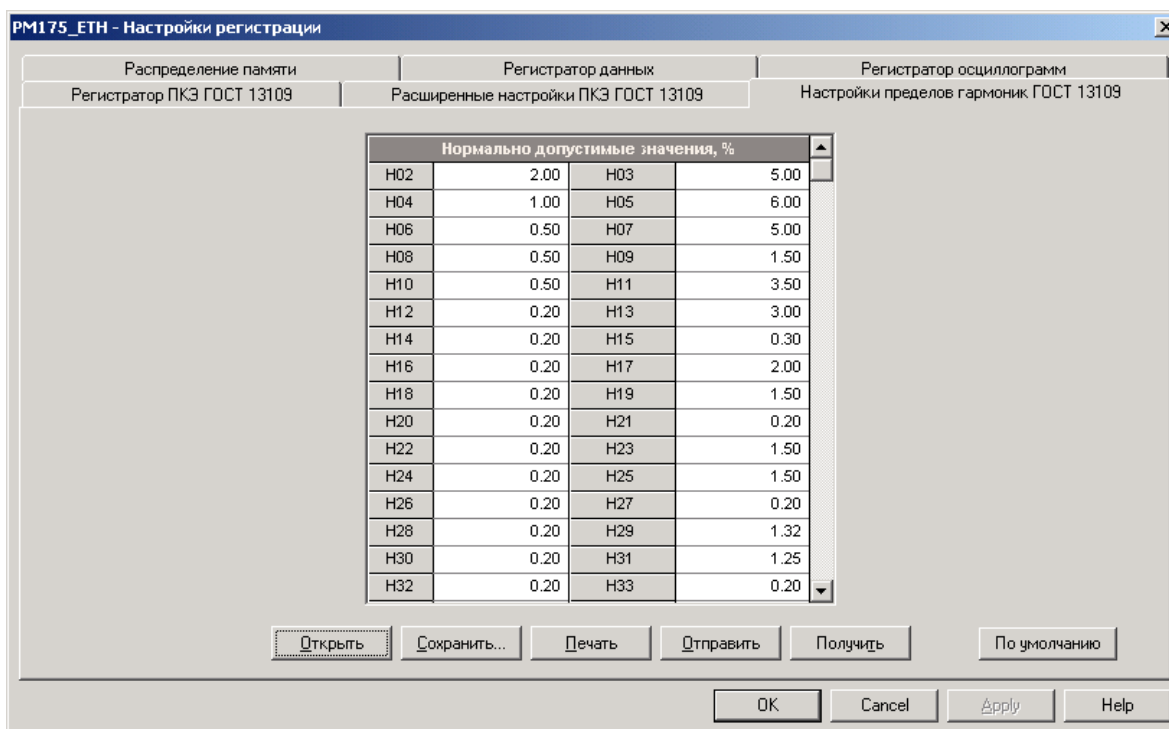 PM175_ETH - Настройки регистрации
Распределение памяти Регистратор данных Регистратор осциллограмм
Регистратор ПКЭ ГОСТ 13109 Расширенные настройки ПКЭ ГОСТ 13109 Настройки пределов гармоник ГОСТ 13109
Нормально допустимые значения, %
H02 2.00 H03 5.00
H04 1.00 H05 6.00
H06 0.50 H07 5.00
H08 0.50 H09 1.50
H10 0.50 H11 3.50
H12 0.20 H13 3.00
H14 0.20 H15 0.30
H16 0.20 H17 2.00
H18 0.20 H19 1.50
H20 0.20 H21 0.20
H22 0.20 H23 1.50
H24 0.20 H25 1.50
H26 0.20 H27 0.20
H28 0.20 H29 1.32
H30 0.20 H31 1.25
H32 0.20 H33 0.20
Открыть Сохранить... Печать Отправить Получить По умолчанию
OK Cancel Apply Help